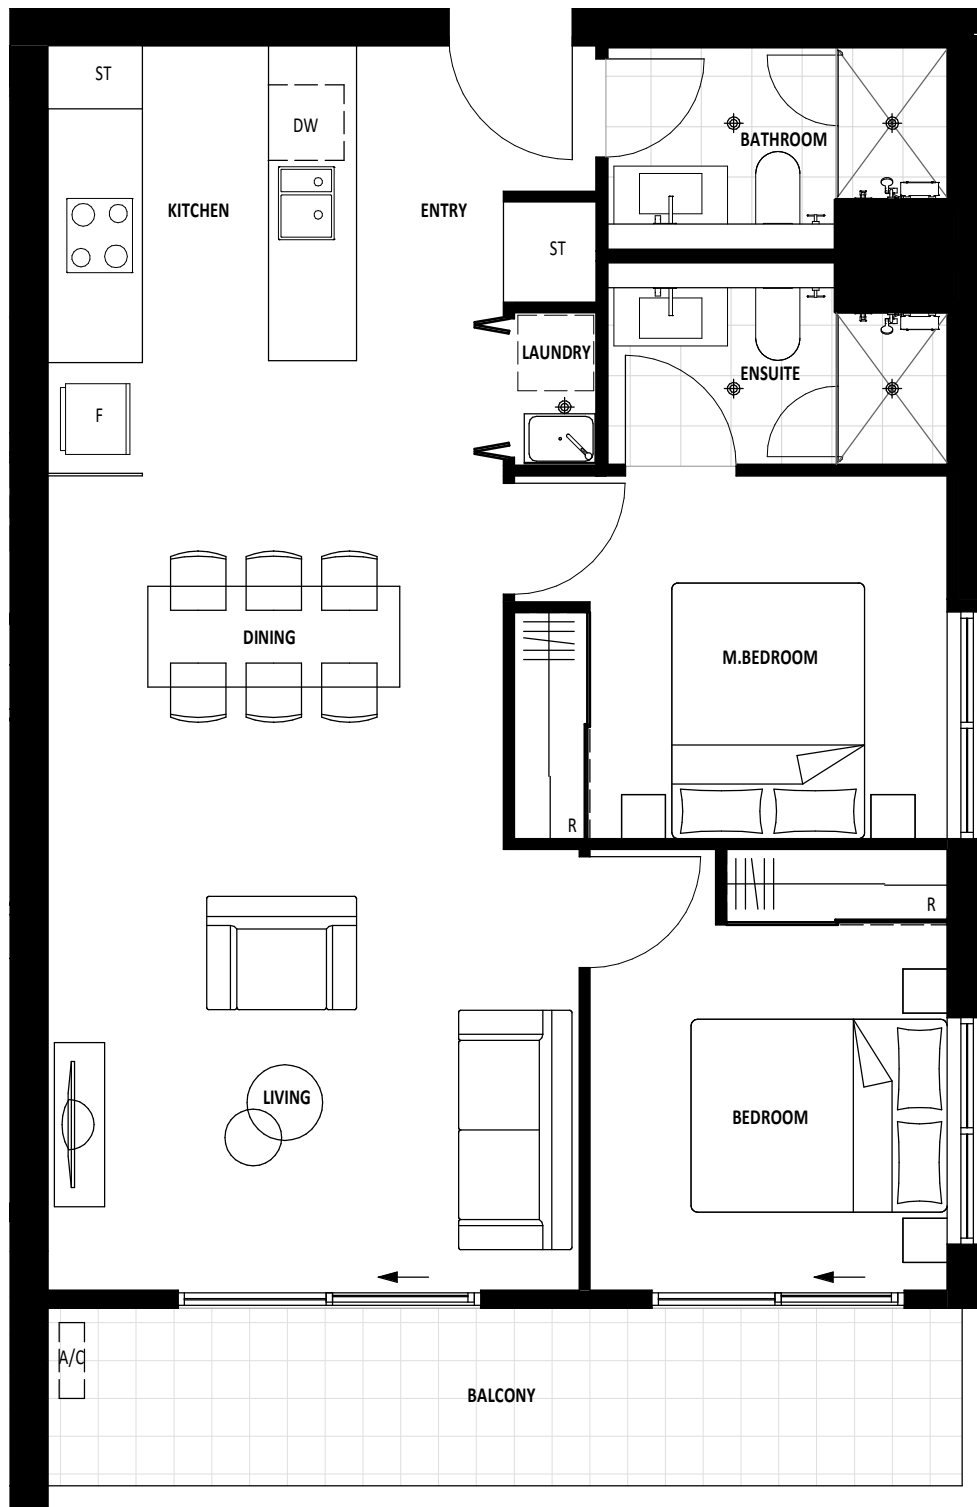 ST
DW
BATHROOM
KITCHEN
ENTRY
ST
LAUNDRY
ENSUITE
F
DINING
M.BEDROOM
R
R
LIVING
BEDROOM
A/C
BALCONY